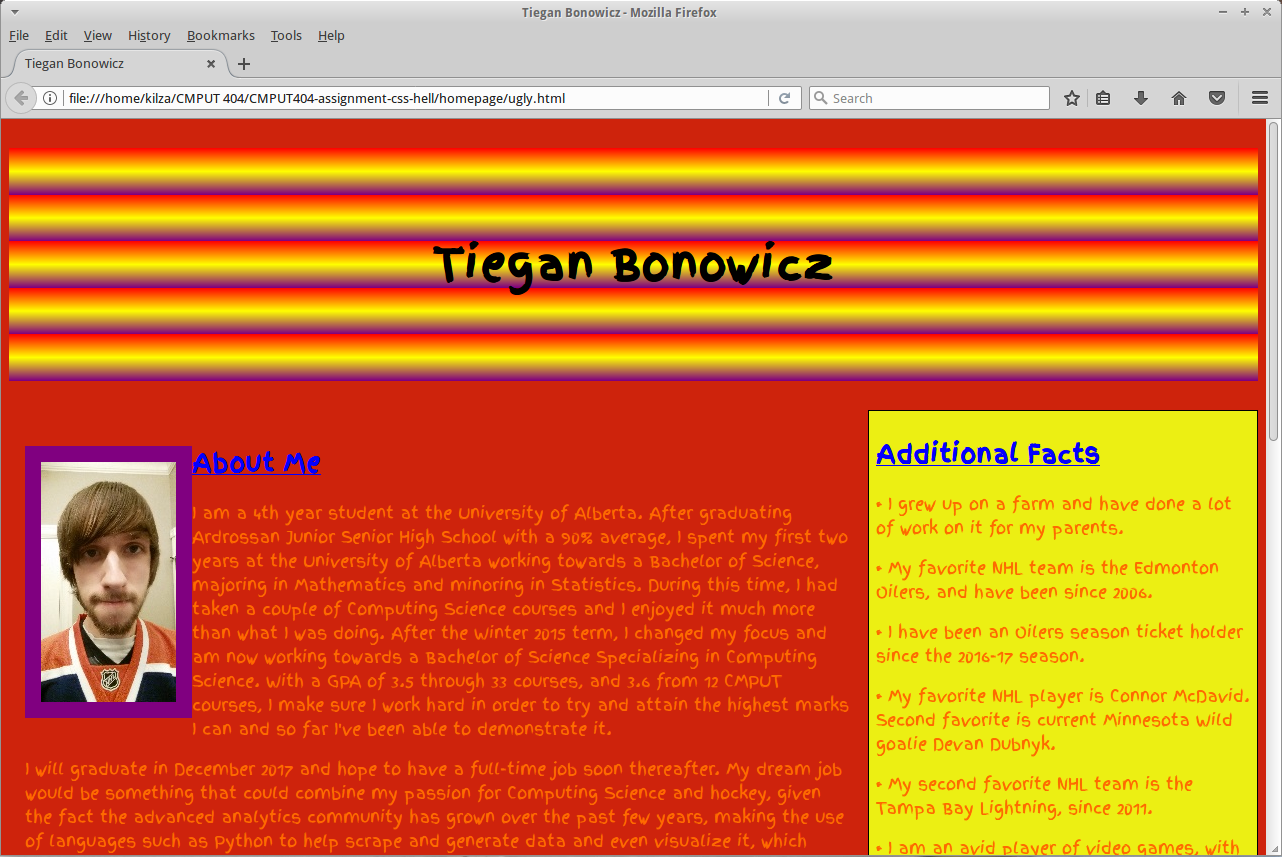 Tiegan Bonowicz - Mozilla Firefox
File Edit View History Bookmarks Tools Help
Tiegan Bonowicz
file:///home/kilza/CMPUT 404/CMPUT404-assignment-css-hell/homepage/ugly.html
Search
Tiegan Bonowicz
About Me
I am a 4th year student at the University of Alberta. After graduating
Ardrossan Junior Senior High School with a 90% average, I spent my first two
years at the University of Alberta working towards a Bachelor of Science,
majoring in Mathematics and minoring in Statistics. During this time, I had
taken a couple of Computing Science courses and I enjoyed it much more
than what I was doing. After the Winter 2015 term, I changed my focus and
am now working towards a Bachelor of Science Specializing in Computing
Science. With a GPA of 3.5 through 33 courses, and 3.6 from 12 CMPUT
courses, I make sure I work hard in order to try and attain the highest marks
I can and so far I've been able to demonstrate it.
I will graduate in December 2017 and hope to have a full-time job soon thereafter. My dream job
would be something that could combine my passion for Computing Science and hockey, given
the fact the advanced analytics community has grown over the past few years, making the use
of languages such as Python to help scrape and generate data and even visualize it, which
Additional Facts
• I grew up on a farm and have done a lot
of work on it for my parents.
• My favorite NHL team is the Edmonton
Oilers, and have been since 2006.
• I have been an Oilers season ticket holder
since the 2016-17 season.
• My favorite NHL player is Connor McDavid.
Second favorite is current Minnesota Wild
goalie Devan Dubnyk.
• My second favorite NHL team is the
Tampa Bay Lightning, since 2011.
• I am an avid player of video games, with